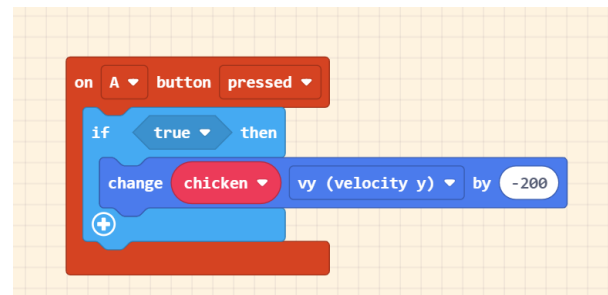 on A button pressed
if true then
change chicken vy (velocity y) by -200